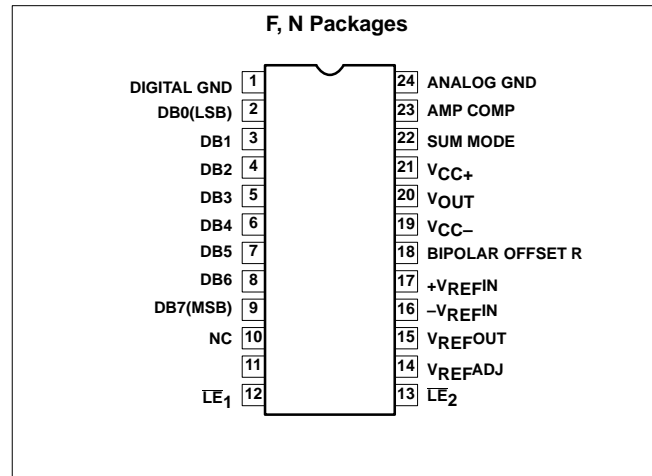 F, N Packages
DIGITAL GND 1 24 ANALOG GND
DB0(LSB) 2 23 AMP COMP
DB1 3 22 SUM MODE
DB2 4 21 VCC+
DB3 5 20 VOUT
DB4 6 19 VCC–
DB5 7 18 BIPOLAR OFFSET R
DB6 8 17 +VREFIN
DB7(MSB) 9 16 –VREFIN
NC 10 15 VREFOUT
11 14 VREFADJ
L̅E̅1 12 13 L̅E̅2